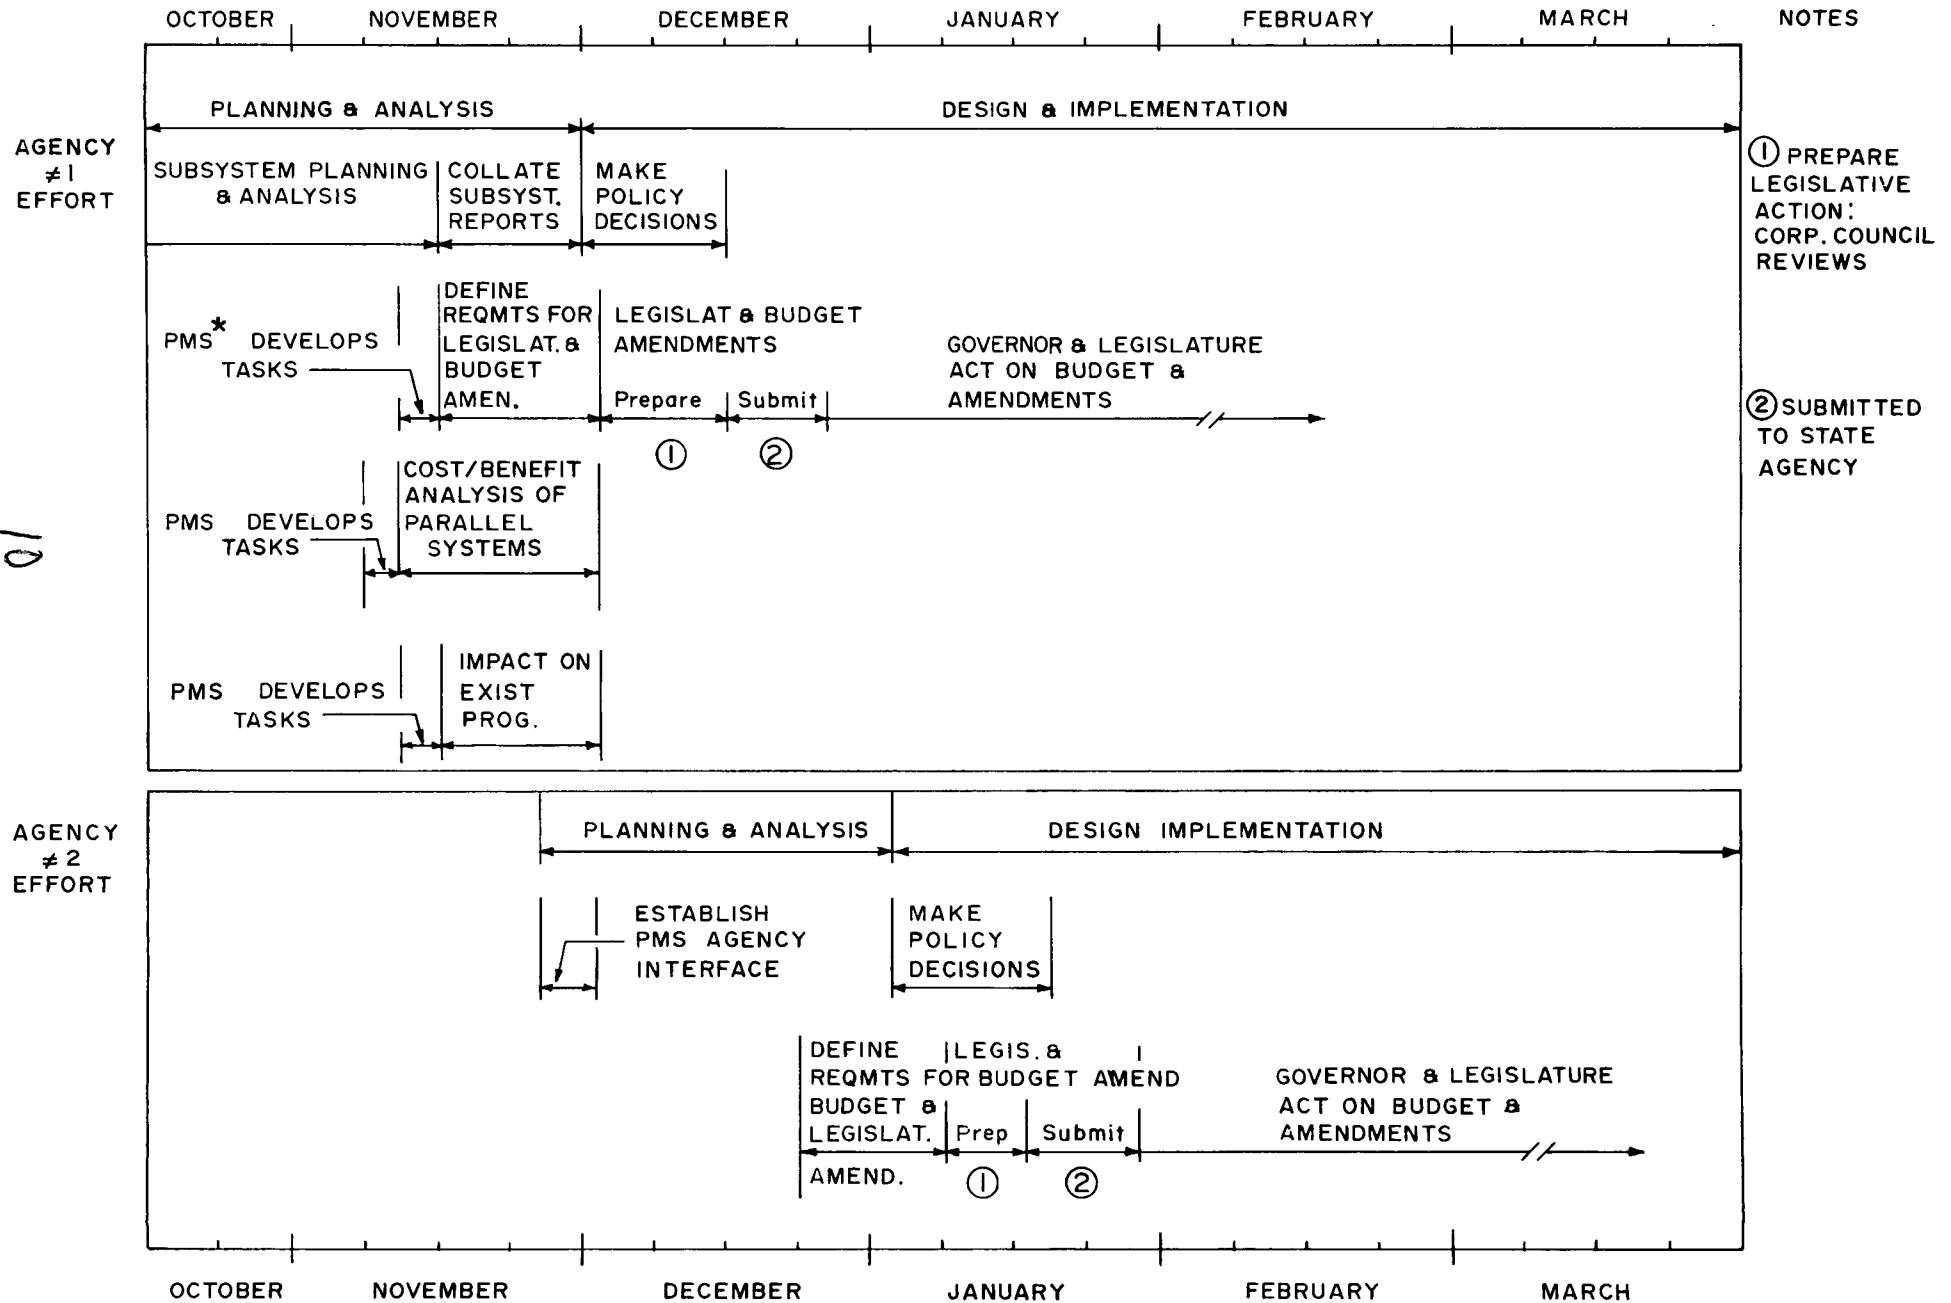 OCTOBER NOVEMBER DECEMBER JANUARY FEBRUARY MARCH NOTES
PLANNING & ANALYSIS
DESIGN & IMPLEMENTATION
AGENCY
≠1
EFFORT
SUBSYSTEM PLANNING
& ANALYSIS
COLLATE
SUBSYST.
REPORTS
MAKE
POLICY
DECISIONS
① PREPARE
LEGISLATIVE
ACTION:
CORP. COUNCIL
REVIEWS
PMS* DEVELOPS
TASKS
DEFINE
REQMTS FOR
LEGISLAT. &
BUDGET
AMEN.
LEGISLAT & BUDGET
AMENDMENTS
Prepare
Submit
①
②
GOVERNOR & LEGISLATURE
ACT ON BUDGET &
AMENDMENTS
② SUBMITTED
TO STATE
AGENCY
PMS DEVELOPS
TASKS
COST/BENEFIT
ANALYSIS OF
PARALLEL
SYSTEMS
10
PMS DEVELOPS
TASKS
IMPACT ON
EXIST
PROG.
AGENCY
≠2
EFFORT
PLANNING & ANALYSIS
DESIGN IMPLEMENTATION
ESTABLISH
PMS AGENCY
INTERFACE
MAKE
POLICY
DECISIONS
DEFINE
REQMTS FOR
BUDGET &
LEGISLAT.
AMEND.
LEGIS. &
BUDGET AMEND
Prep
Submit
①
②
GOVERNOR & LEGISLATURE
ACT ON BUDGET &
AMENDMENTS
OCTOBER NOVEMBER DECEMBER JANUARY FEBRUARY MARCH